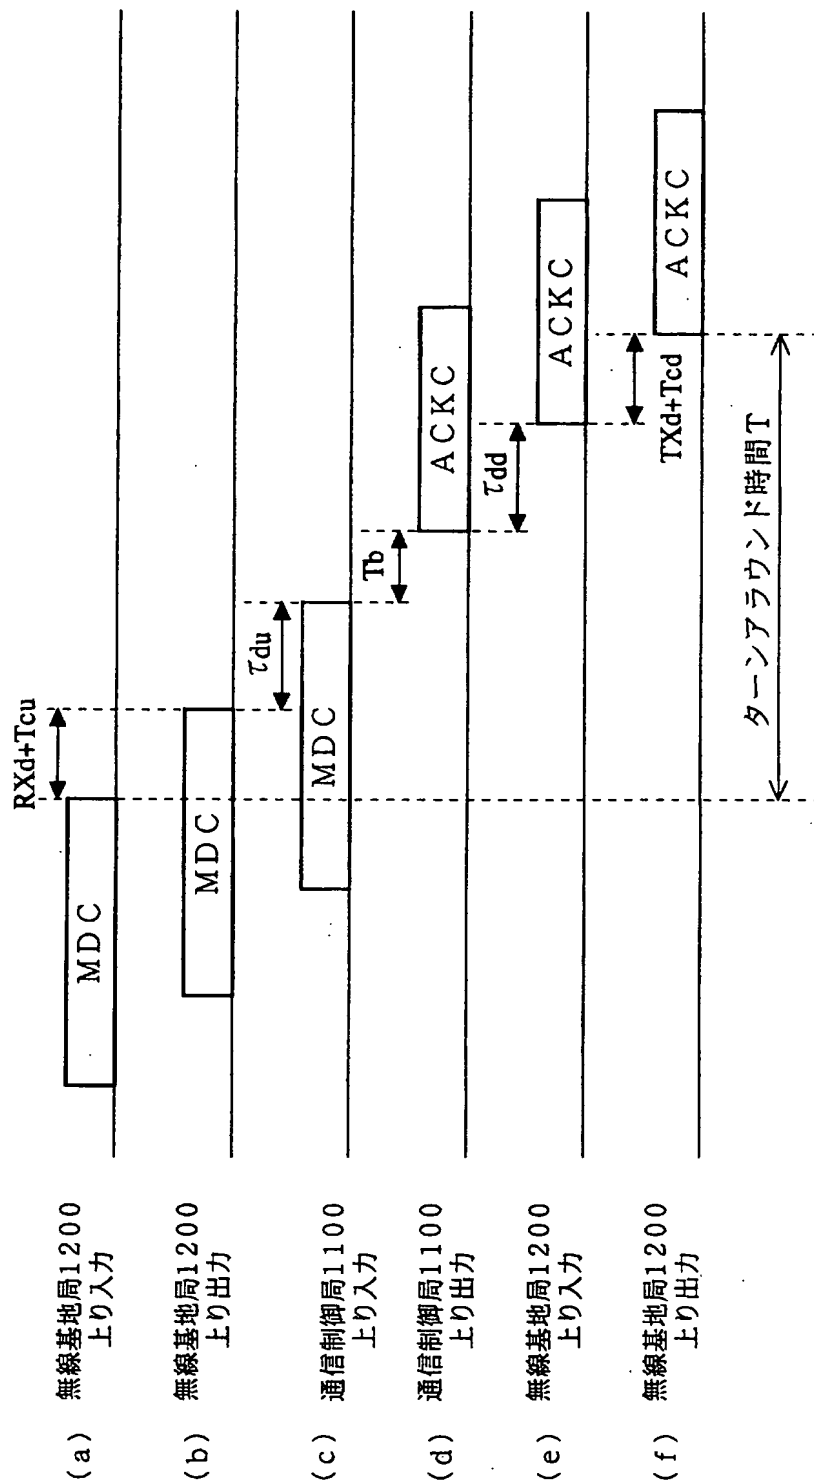 (a) 無線基地局1200
上り入力
(b) 無線基地局1200
上り出力
(c) 通信制御局1100
上り入力
(d) 通信制御局1100
上り出力
(e) 無線基地局1200
上り入力
(f) 無線基地局1200
上り出力
MDC
RXd+Tcu
MDC
τdu
MDC
Tb
ACKC
τdd
ACKC
TXd+Tcd
ACKC
ターンアラウンド時間T